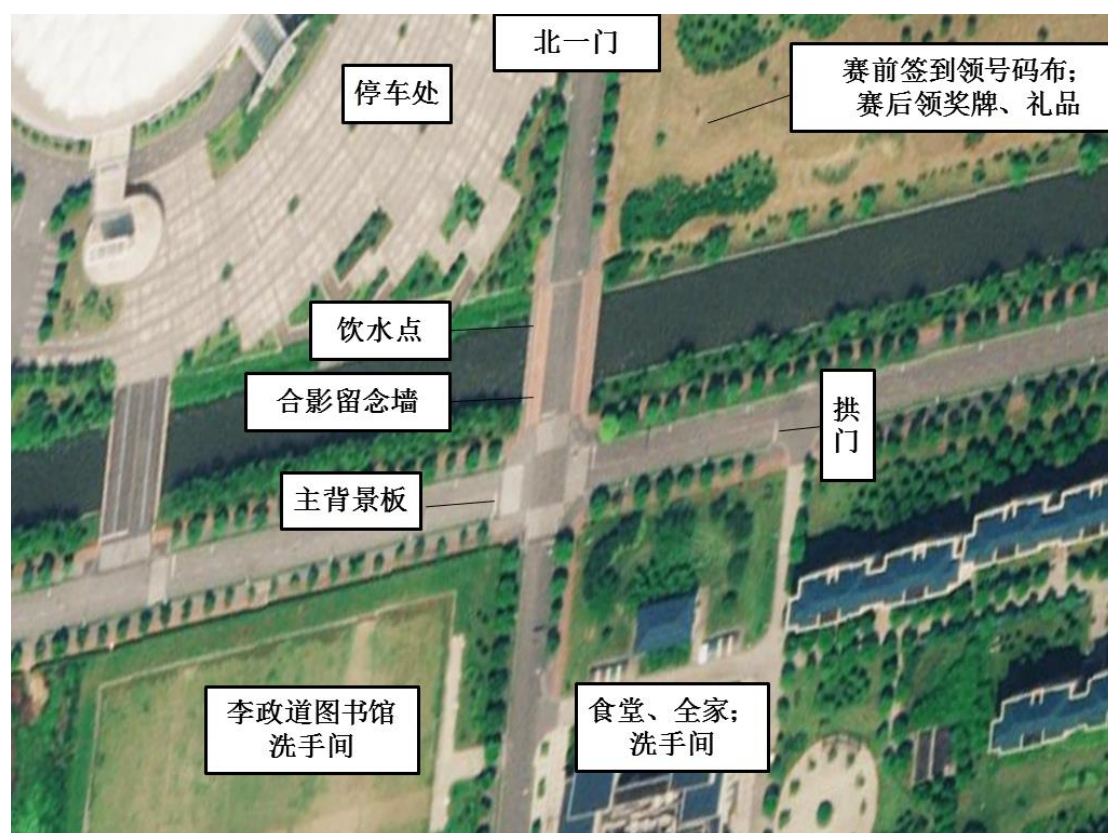 北一门
停车处
赛前签到领号码布；
赛后领奖牌、礼品
饮水点
合影留念墙
拱
门
主背景板
李政道图书馆
洗手间
食堂、全家；
洗手间